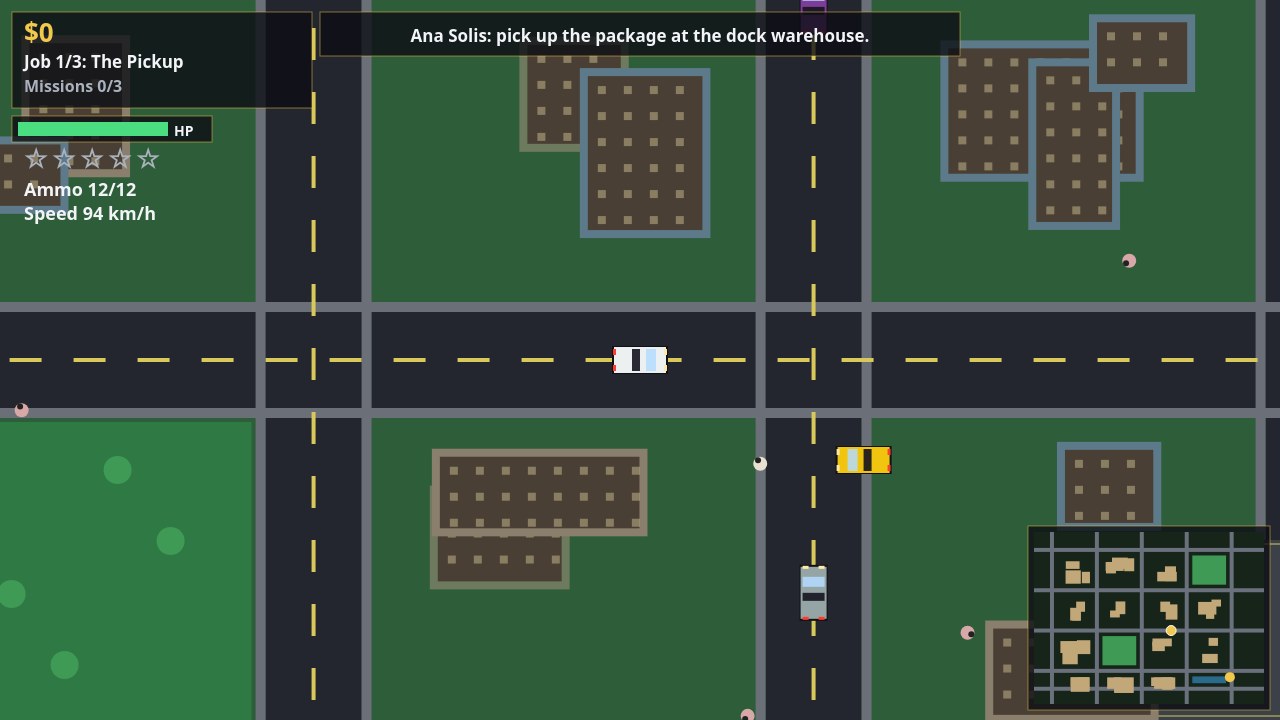 $0
Job 1/3: The Pickup
Missions 0/3
HP
Ammo 12/12
Speed 94 km/h
Ana Solis: pick up the package at the dock warehouse.